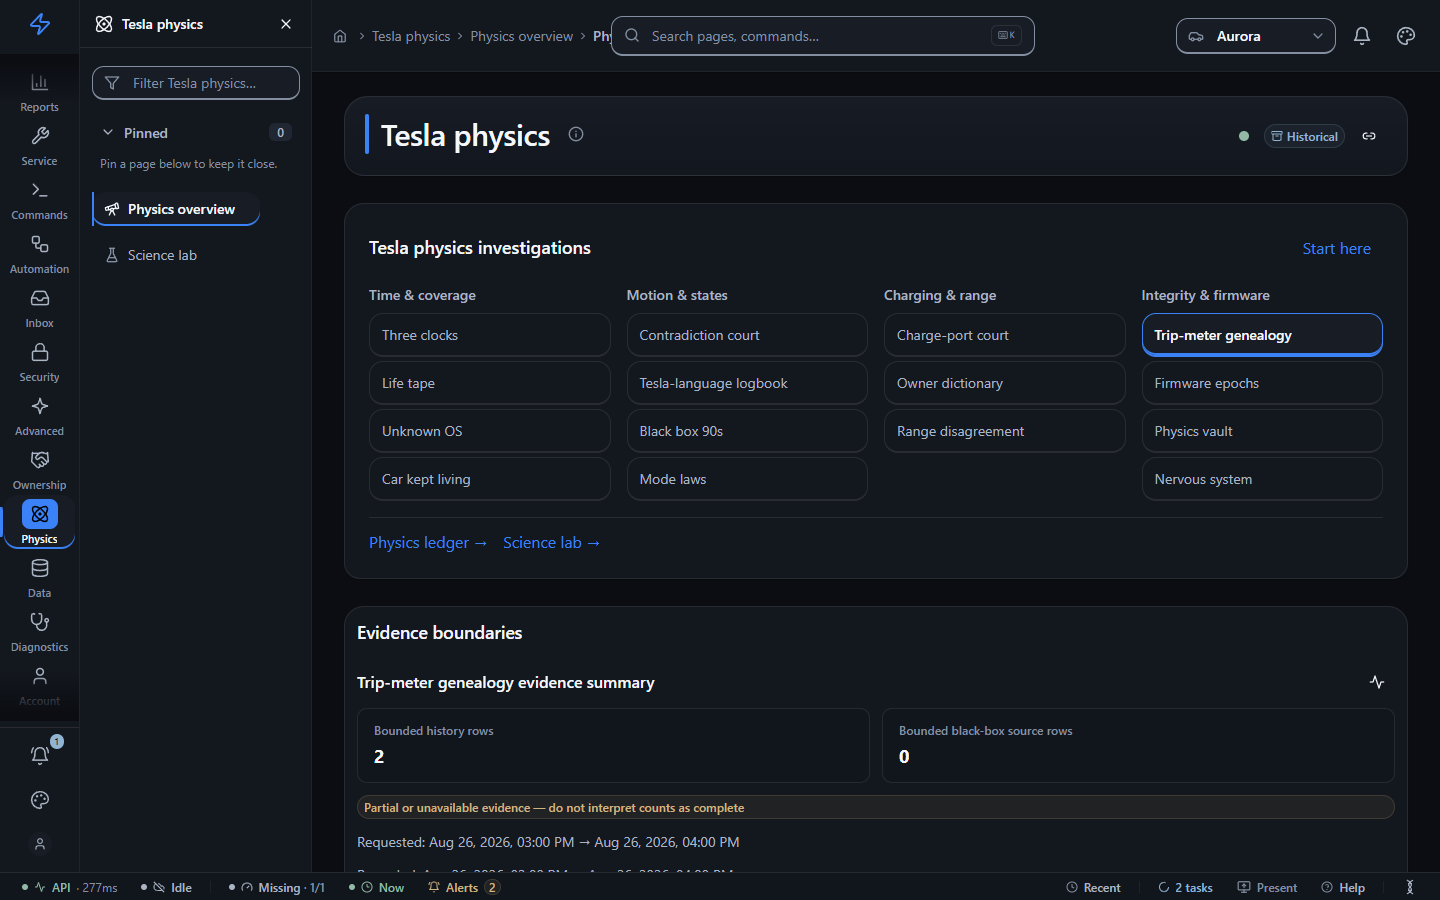 Tesla physics
Tesla physics
Physics overview
Search pages, commands...
K
Aurora
Filter Tesla physics...
Pinned
0
Pin a page below to keep it close.
Physics overview
Science lab
Reports
Service
Commands
Automation
Inbox
Security
Advanced
Ownership
Physics
Data
Diagnostics
Account
1
Tesla physics
Historical
Tesla physics investigations
Start here
Time & coverage
Three clocks
Life tape
Unknown OS
Car kept living
Motion & states
Contradiction court
Tesla-language logbook
Black box 90s
Mode laws
Charging & range
Charge-port court
Owner dictionary
Range disagreement
Integrity & firmware
Trip-meter genealogy
Firmware epochs
Physics vault
Nervous system
Physics ledger →
Science lab →
Evidence boundaries
Trip-meter genealogy evidence summary
Bounded history rows
2
Bounded black-box source rows
0
Partial or unavailable evidence — do not interpret counts as complete
Requested: Aug 26, 2026, 03:00 PM → Aug 26, 2026, 04:00 PM
API · 277ms
Idle
Missing · 1/1
Now
Alerts 2
Recent
2 tasks
Present
Help